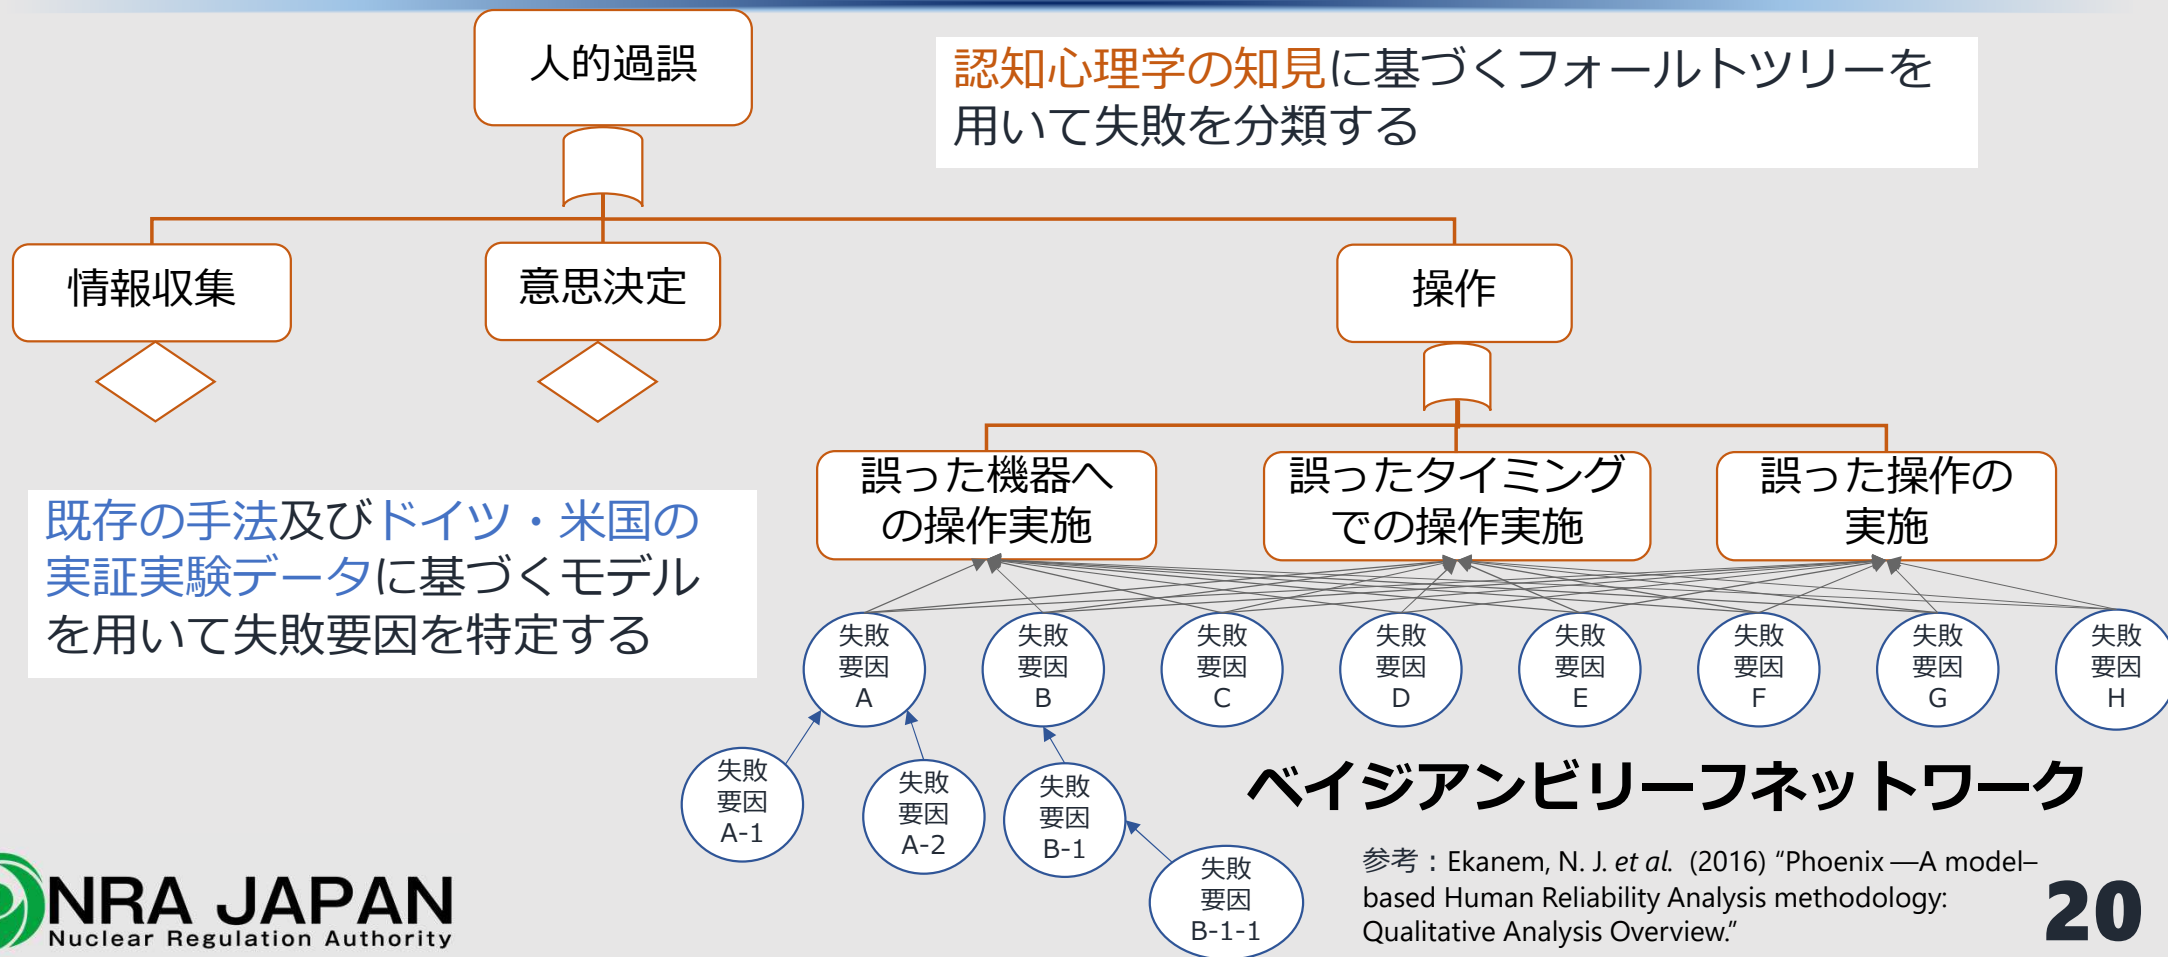 人的過誤
認知心理学の知見に基づくフォールトツリーを
用いて失敗を分類する
情報収集
意思決定
操作
既存の手法及びドイツ・米国の
実証実験データに基づくモデル
を用いて失敗要因を特定する
誤った機器へ
の操作実施
誤ったタイミング
での操作実施
誤った操作の
実施
失敗
要因
A
失敗
要因
B
失敗
要因
C
失敗
要因
D
失敗
要因
E
失敗
要因
F
失敗
要因
G
失敗
要因
H
失敗
要因
A-1
失敗
要因
A-2
失敗
要因
B-1
失敗
要因
B-1-1
ベイジアンビリーフネットワーク
参考：Ekanem, N. J. et al. (2016) “Phoenix —A model–
based Human Reliability Analysis methodology:
Qualitative Analysis Overview.”
NRA JAPAN
Nuclear Regulation Authority
20